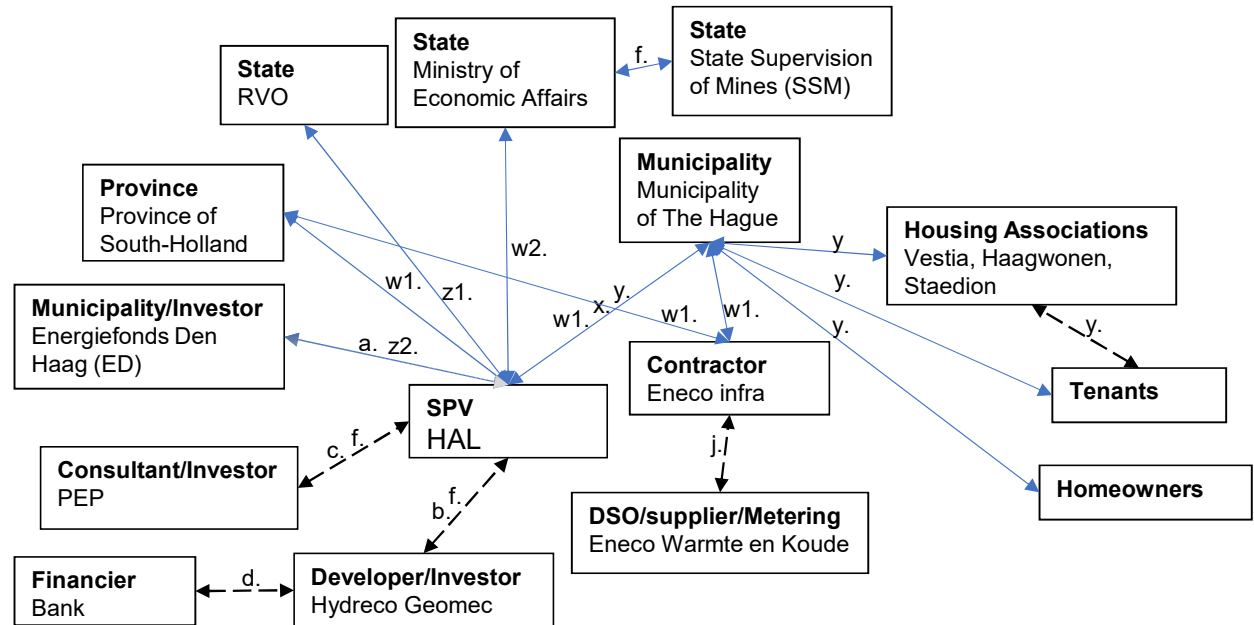 State
RVO
State
Ministry of
Economic Affairs
f.
State
State Supervision
of Mines (SSM)
Province
Province of
South-Holland
Municipality
Municipality
of The Hague
Housing Associations
Vestia, Haagwonen,
Staedion
y
y.
y.
y.
w2.
w1.
z1.
w1.
x.
y.
w1.
w1.
Municipality/Investor
Energiefonds Den
Haag (ED)
a.
z2.
Contractor
Eneco infra
Tenants
SPV
HAL
j.
Consultant/Investor
PEP
c.
f.
b.
f.
Homeowners
DSO/supplier/Metering
Eneco Warmte en Koude
Financier
Bank
d.
Developer/Investor
Hydreco Geomec